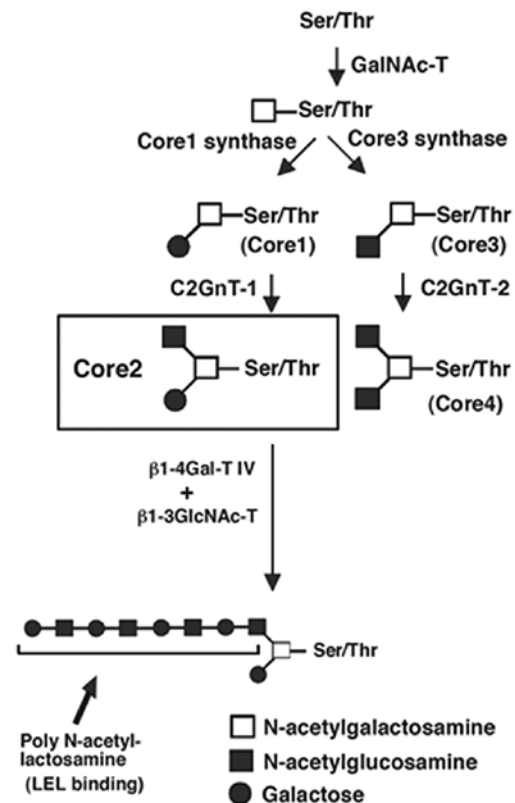 Ser/Thr
GalNAc-T
Ser/Thr
Core1 synthase
Core3 synthase
Ser/Thr
(Core1)
Ser/Thr
(Core3)
C2GnT-1
C2GnT-2
Core2
Ser/Thr
Ser/Thr
(Core4)
β1-4Gal-T IV
+
β1-3GlcNAc-T
Ser/Thr
Poly N-acetyl-
lactosamine
(LEL binding)
N-acetylgalactosamine
N-acetylglucosamine
Galactose